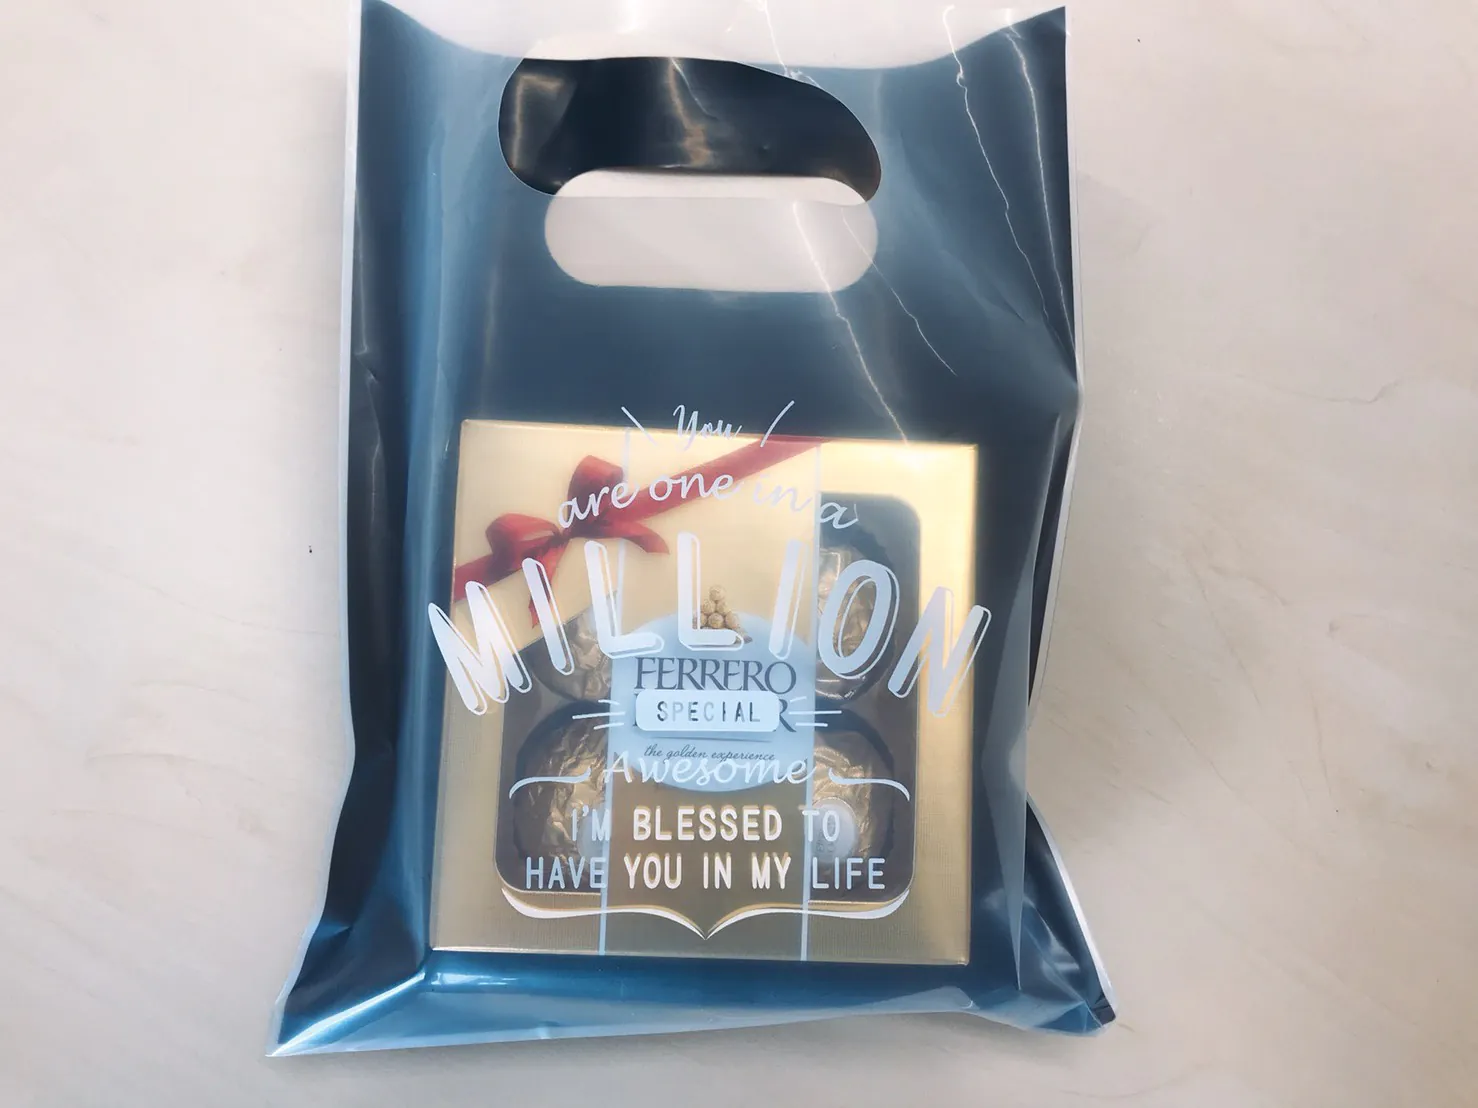 You
are one in a
MILLION
FERRERO
SPECIAL
the golden experience
Awesome
I'M BLESSED TO
HAVE YOU IN MY LIFE